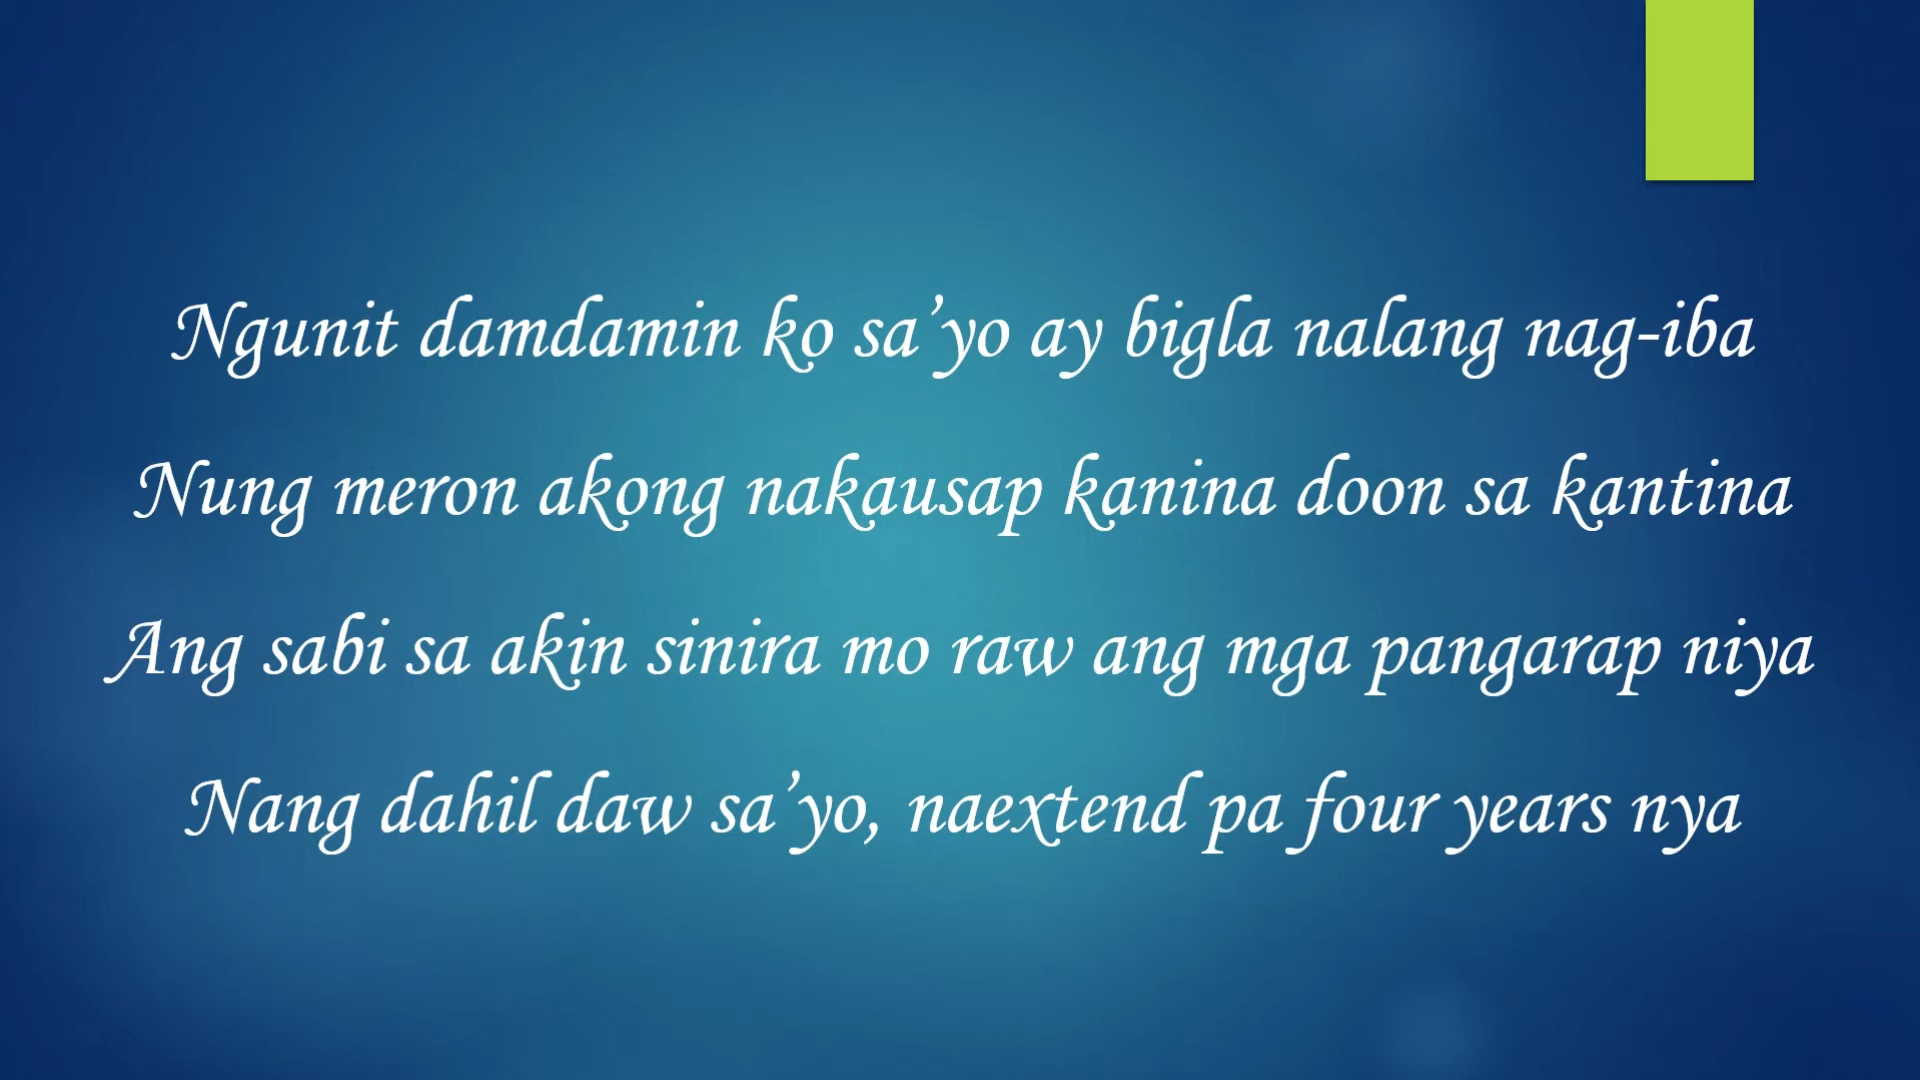 Ngunit damdamin ko sa’yo ay bigla nalang nag-iba
Nung meron akong nakausap kanina doon sa kantina
Ang sabi sa akin sinira mo raw ang mga pangarap niya
Nang dahil daw sa’yo, naextend pa four years nya